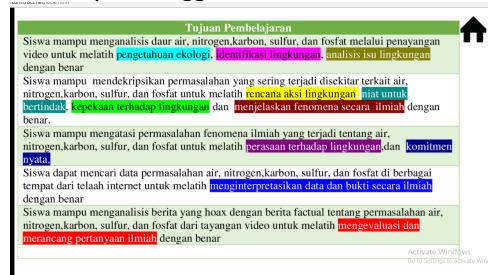 Tujuan Pembelajaran
Siswa mampu menganalisis daur air, nitrogen,karbon, sulfur, dan fosfat melalui penayangan
video untuk melatih pengetahuan ekologi, identifikasi lingkungan, analisis isu lingkungan
dengan benar
Siswa mampu mendekripsikan permasalahan yang sering terjadi disekitar terkait air,
nitrogen,karbon, sulfur, dan fosfat untuk melatih rencana aksi lingkungan niat untuk
bertindak, kepekaan terhadap lingkungan dan menjelaskan fenomena secara ilmiah dengan
benar.
Siswa mampu mengatasi permasalahan fenomena ilmiah yang terjadi tentang air,
nitrogen,karbon, sulfur, dan fosfat untuk melatih perasaan terhadap lingkungan,dan komitmen
nyata,
Siswa dapat mencari data permasalahan air, nitrogen,karbon, sulfur, dan fosfat di berbagai
tempat dari telaah internet untuk melatih menginterpretasikan data dan bukti secara ilmiah
dengan benar
Siswa mampu menganalisis berita yang hoax dengan berita factual tentang permasalahan air,
nitrogen,karbon, sulfur, dan fosfat dari tayangan video untuk melatih mengevaluasi dan
merancang pertanyaan ilmiah dengan benar
Activate Windows
Go to Settings to activate Win